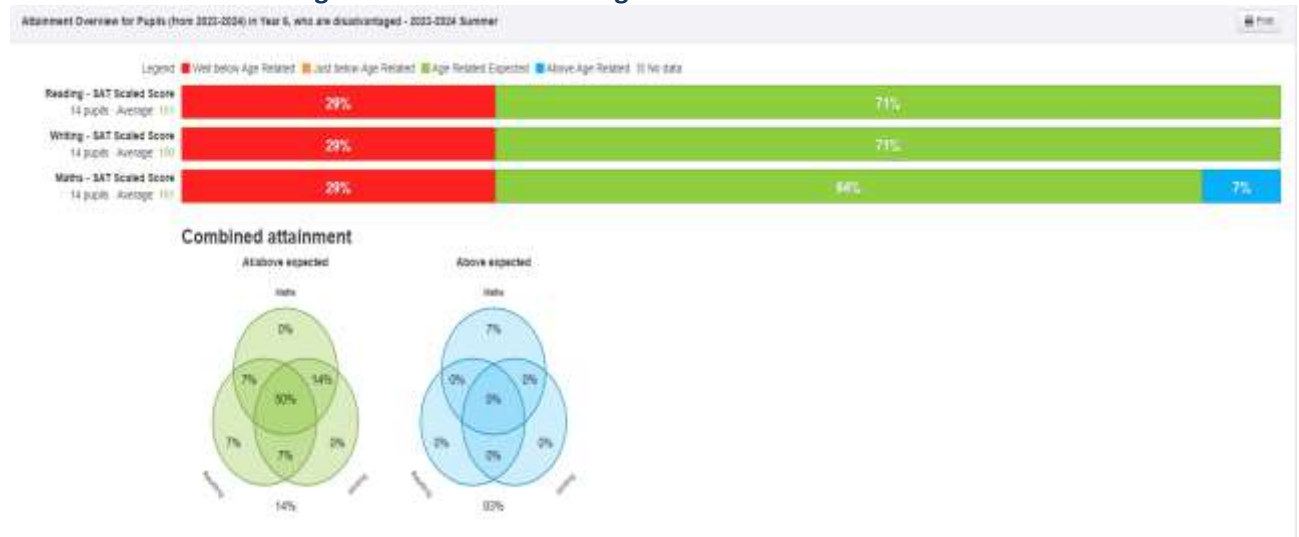 Attainment Overview for Pupils (from 2023-2024) in Year 6, who are disadvantaged - 2023-2024 Summer
Print
Legend Well below Age Related Just below Age Related Age Related Expected Above Age Related No data
Reading - SAT Scaled Score
14 pupils Average:
29% 71%
Writing - SAT Scaled Score
14 pupils Average: 100
29% 71%
Maths - SAT Scaled Score
14 pupils Average:
29% 64% 7%
Combined attainment
At/above expected Above expected
Maths Maths
0% 7%
7% 14% 0% 0%
50% 0%
7% 0% 0% 0%
7% 0%
Reading Writing Reading Writing
14% 93%